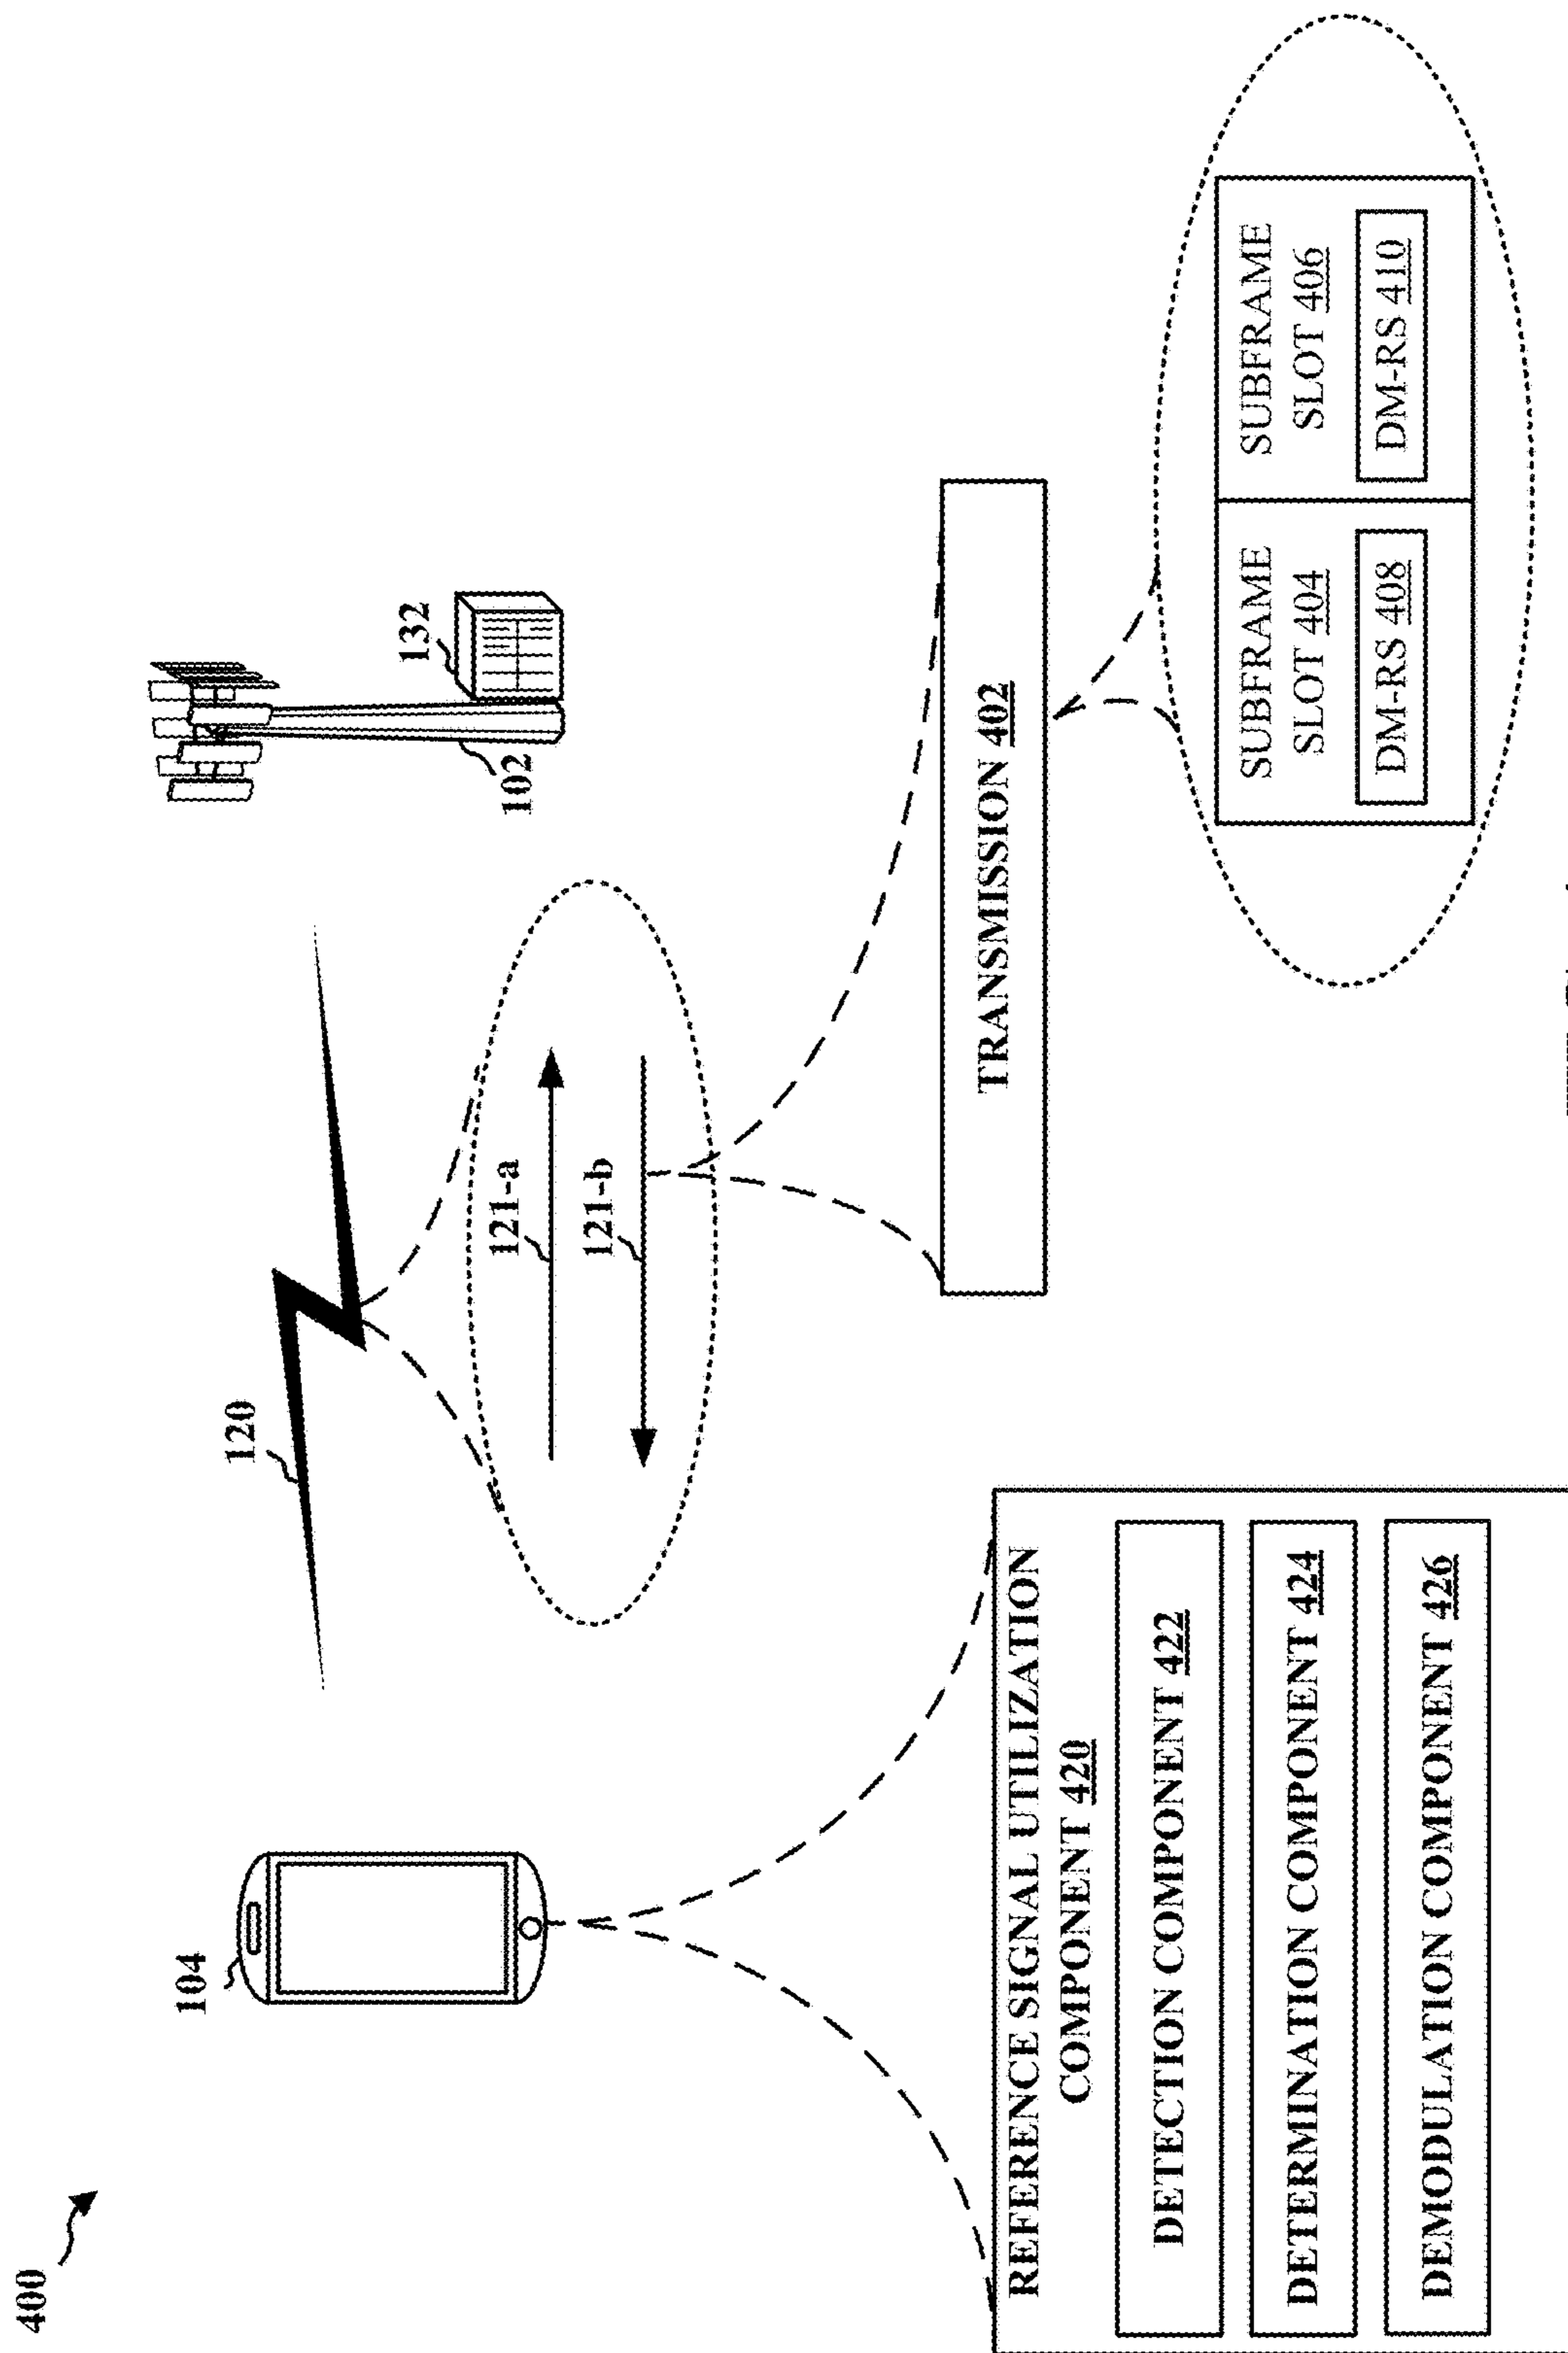 400
104
120
102
132
121-a
121-b
TRANSMISSION 402
REFERENCE SIGNAL UTILIZATION
COMPONENT 420
DETECTION COMPONENT 422
DETERMINATION COMPONENT 424
DEMODULATION COMPONENT 426
SUBFRAME
SLOT 404
DM-RS 408
SUBFRAME
SLOT 406
DM-RS 410